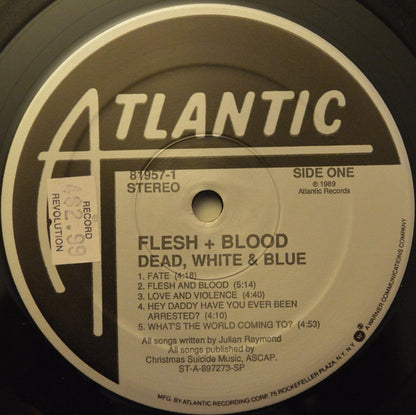 ATLANTIC
81957-1
STEREO
SIDE ONE
℗ 1989
Atlantic Records
RECORD
REVOLUTION
FLESH + BLOOD
DEAD, WHITE & BLUE
1. FATE (4:18)
2. FLESH AND BLOOD (5:14)
3. LOVE AND VIOLENCE (4:40)
4. HEY DADDY HAVE YOU EVER BEEN
ARRESTED? (4:10)
5. WHAT'S THE WORLD COMING TO? (4:53)
All songs written by Julian Raymond
All songs published by
Christmas Suicide Music, ASCAP.
ST-A-897273-SP
MFG. BY ATLANTIC RECORDING CORP. 75 ROCKEFELLER PLAZA, N.Y., N.Y.
A WARNER COMMUNICATIONS COMPANY